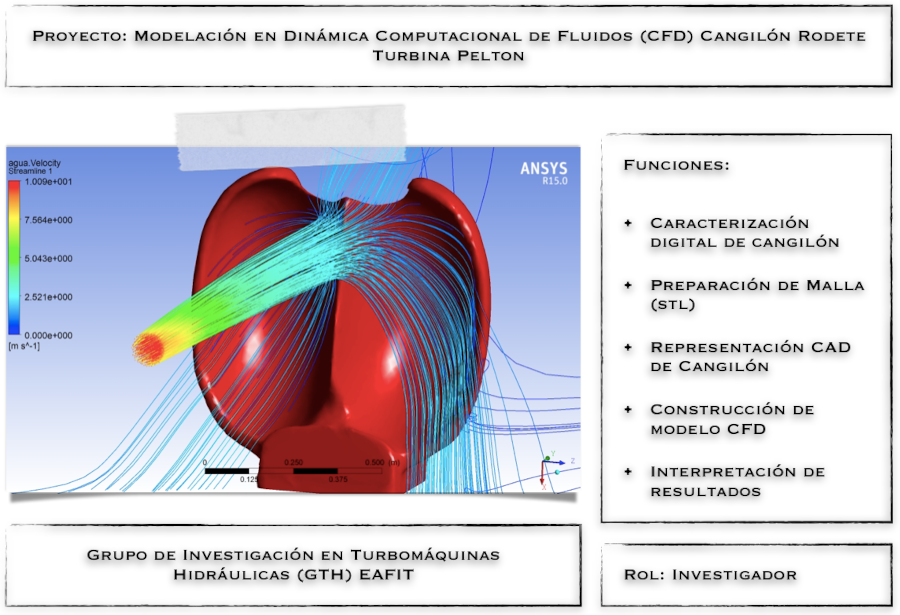 Proyecto: Modelación en Dinámica Computacional de Fluidos (CFD) Cangilón Rodete
Turbina Pelton
agua.Velocity
Streamline 1
1.009e+001
7.564e+000
5.043e+000
2.521e+000
0.000e+000
[m s^-1]
ANSYS
R15.0
0
0.250
0.500 (m)
0.125
0.375
Y
Z
X
Funciones:
+ Caracterización
digital de cangilón
+ Preparación de Malla
(stl)
+ Representación CAD
de Cangilón
+ Construcción de
modelo CFD
+ Interpretación de
resultados
Grupo de Investigación en Turbomáquinas
Hidráulicas (GTH) EAFIT
Rol: Investigador